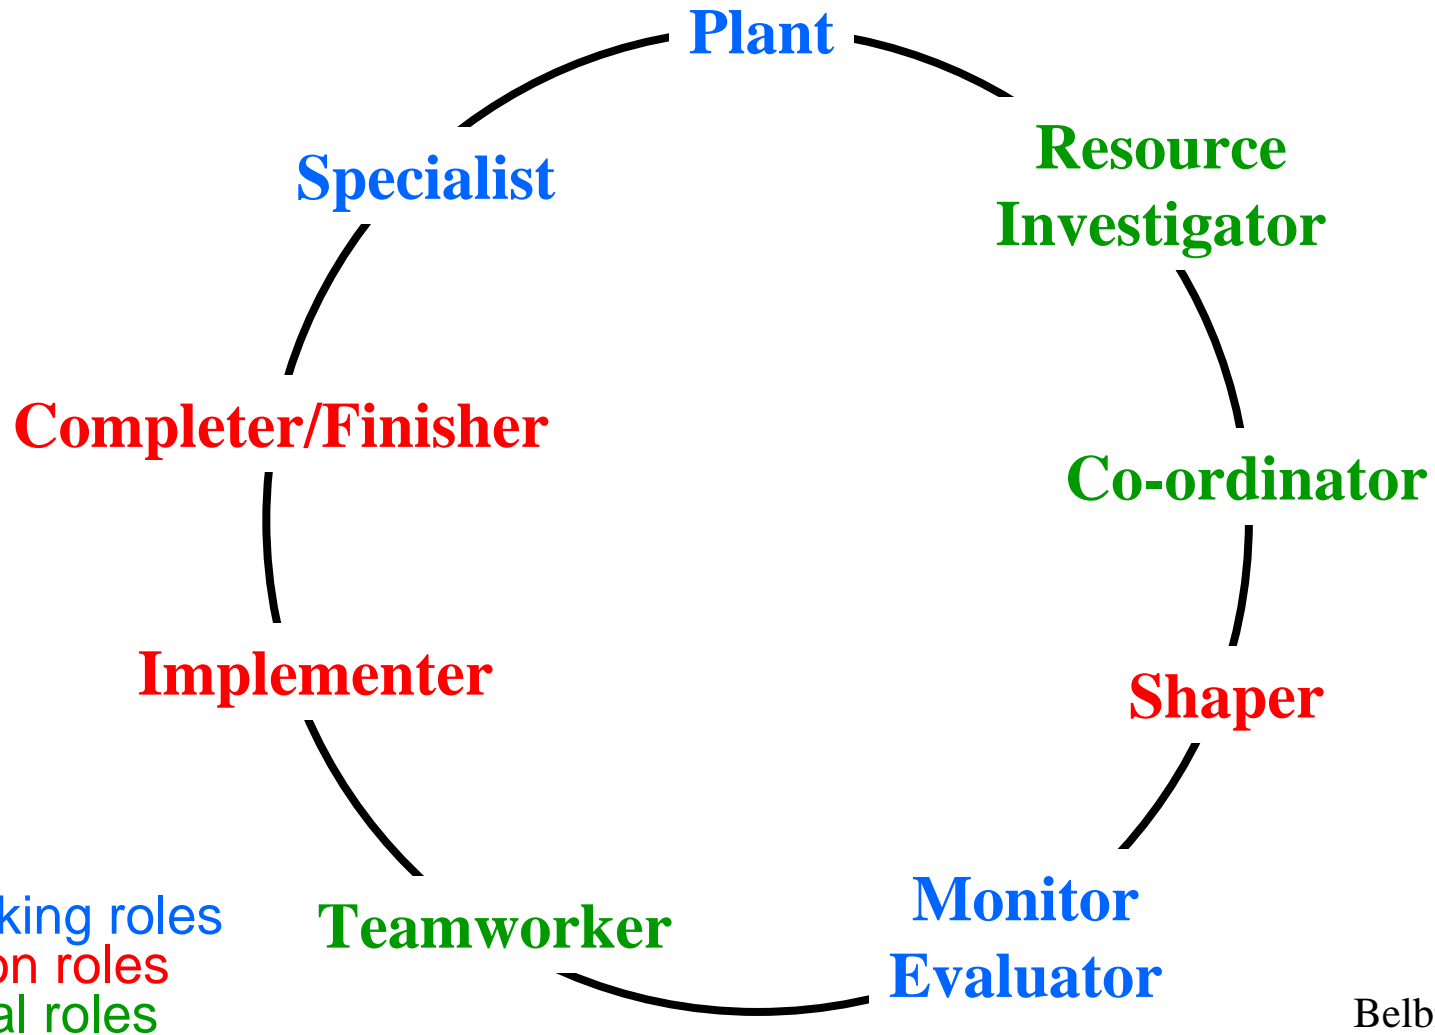 Plant
Resource
Investigator
Specialist
Completer/Finisher
Co-ordinator
Implementer
Shaper
Monitor
Evaluator
Teamworker
king roles
on roles
al roles
Belb